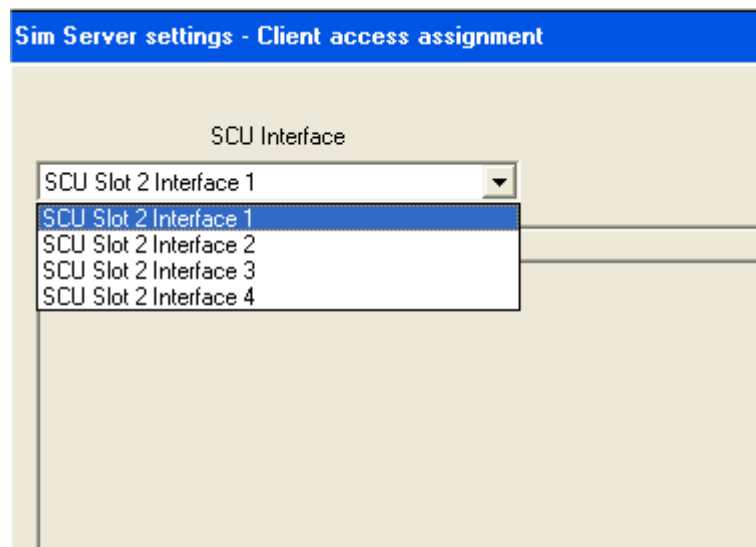 Sim Server settings - Client access assignment
SCU Interface
SCU Slot 2 Interface 1
SCU Slot 2 Interface 1
SCU Slot 2 Interface 2
SCU Slot 2 Interface 3
SCU Slot 2 Interface 4